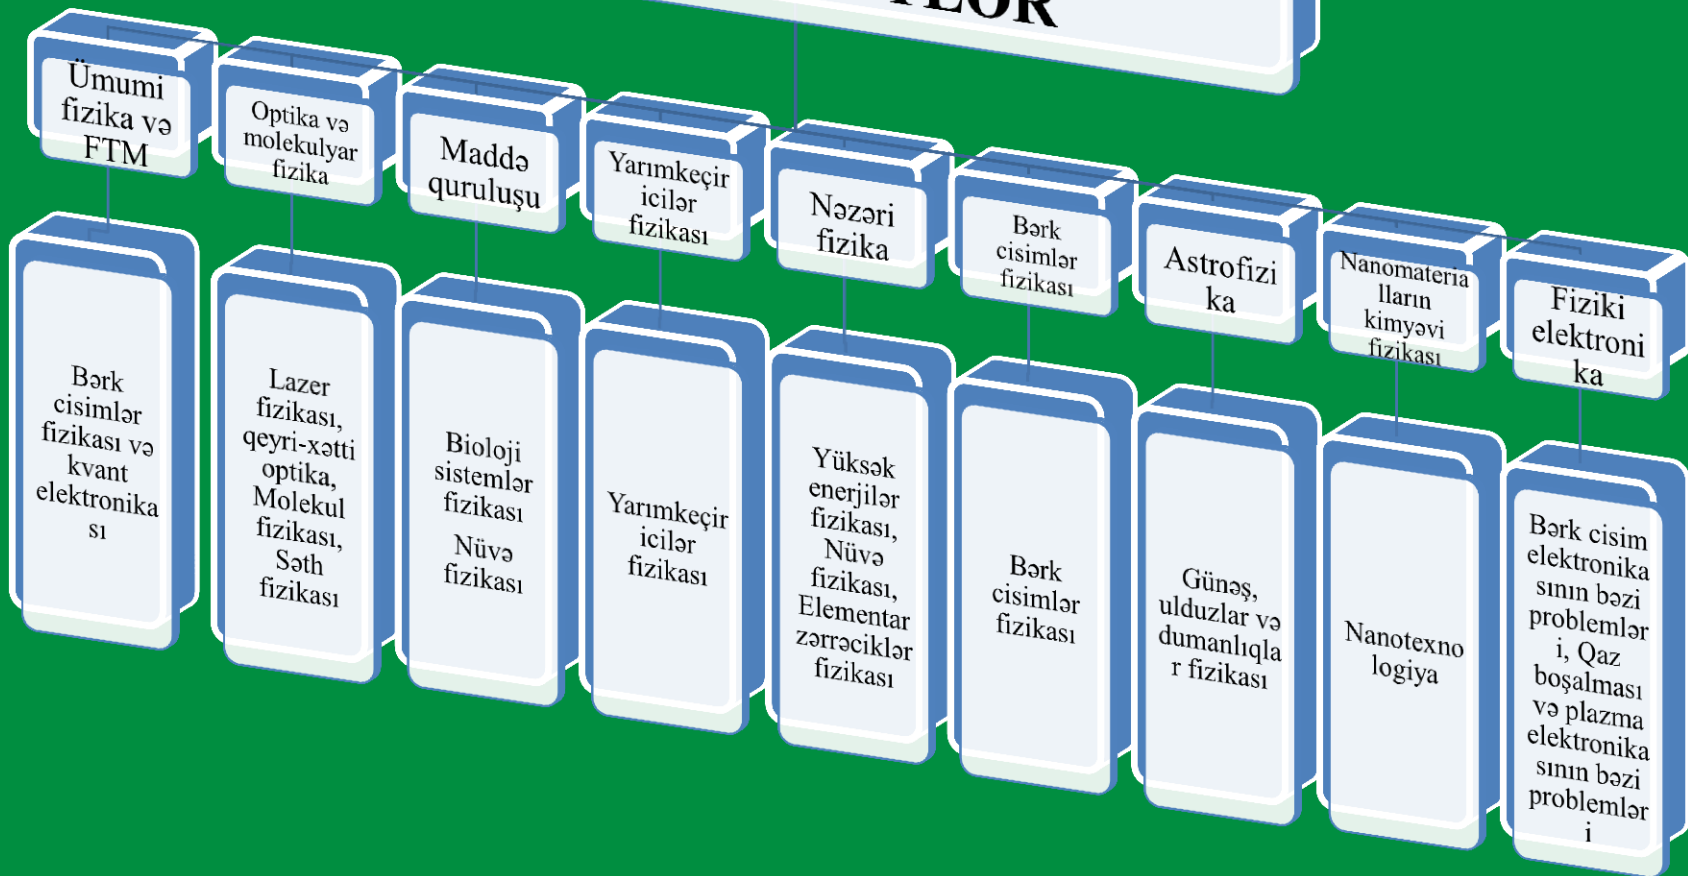 Ümumi
fizika və
FTM
Optika və
molekulyar
fizika
Maddə
quruluşu
Yarımkeçir
icilər
fizikası
Nəzəri
fizika
Bərk
cisimlər
fizikası
Astrofizi
ka
Nanomateria
lların
kimyəvi
fizikası
Fiziki
elektroni
ka
Bərk
cisimlər
fizikası və
kvant
elektronika
sı
Lazer
fizikası,
qeyri-xətti
optika,
Molekul
fizikası,
Səth
fizikası
Bioloji
sistemlər
fizikası
Nüvə
fizikası
Yarımkeçir
icilər
fizikası
Yüksək
enerjilər
fizikası,
Nüvə
fizikası,
Elementar
zərrəciklər
fizikası
Bərk
cisimlər
fizikası
Günəş,
ulduzlar və
dumanlıqla
r fizikası
Nanotexno
logiya
Bərk cisim
elektronika
sının bəzi
problemlər
i, Qaz
boşalması
və plazma
elektronika
sının bəzi
problemlər
i